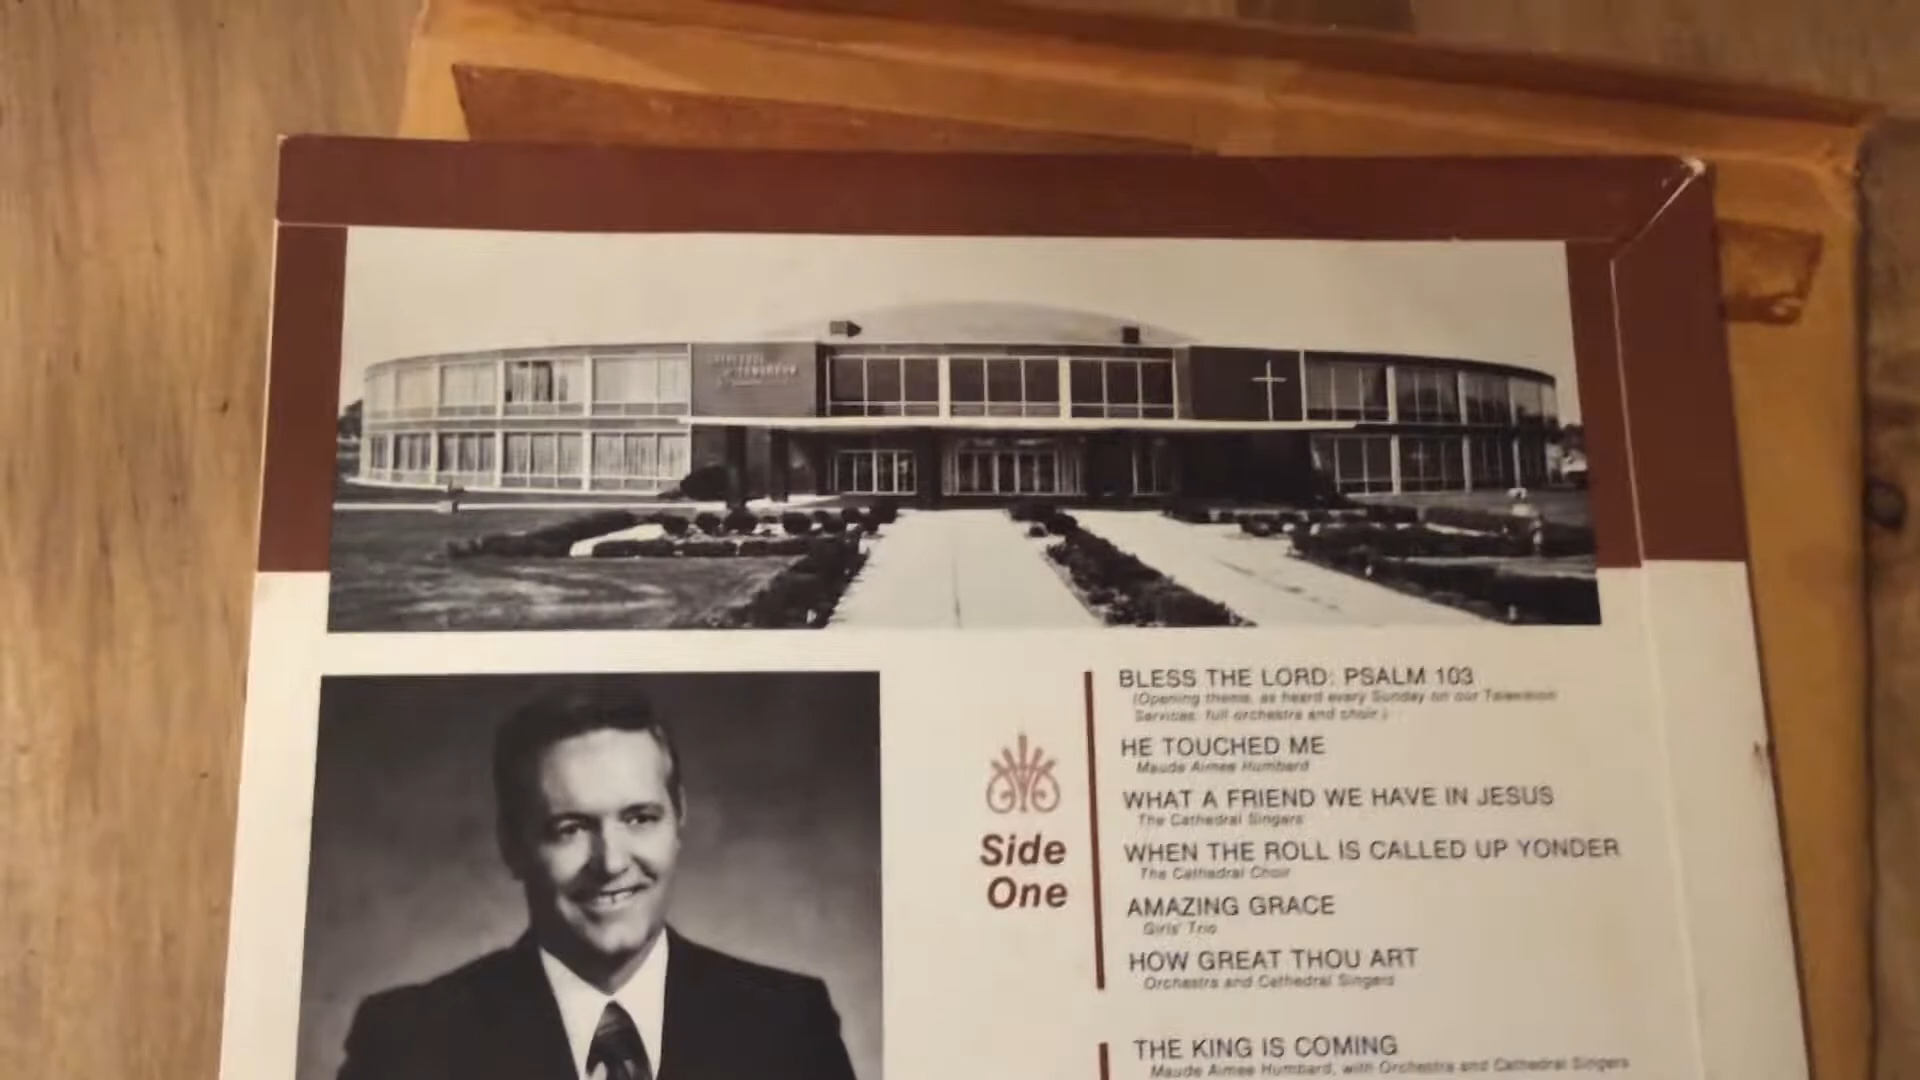 CATHEDRAL
of TOMORROW
BLESS THE LORD: PSALM 103
(Opening theme, as heard every Sunday on our Television
Services: full orchestra and choir.)
HE TOUCHED ME
Maude Aimee Humbard
WHAT A FRIEND WE HAVE IN JESUS
The Cathedral Singers
WHEN THE ROLL IS CALLED UP YONDER
The Cathedral Choir
AMAZING GRACE
Girls' Trio
HOW GREAT THOU ART
Orchestra and Cathedral Singers
Side
One
THE KING IS COMING
Maude Aimee Humbard, with Orchestra and Cathedral Singers